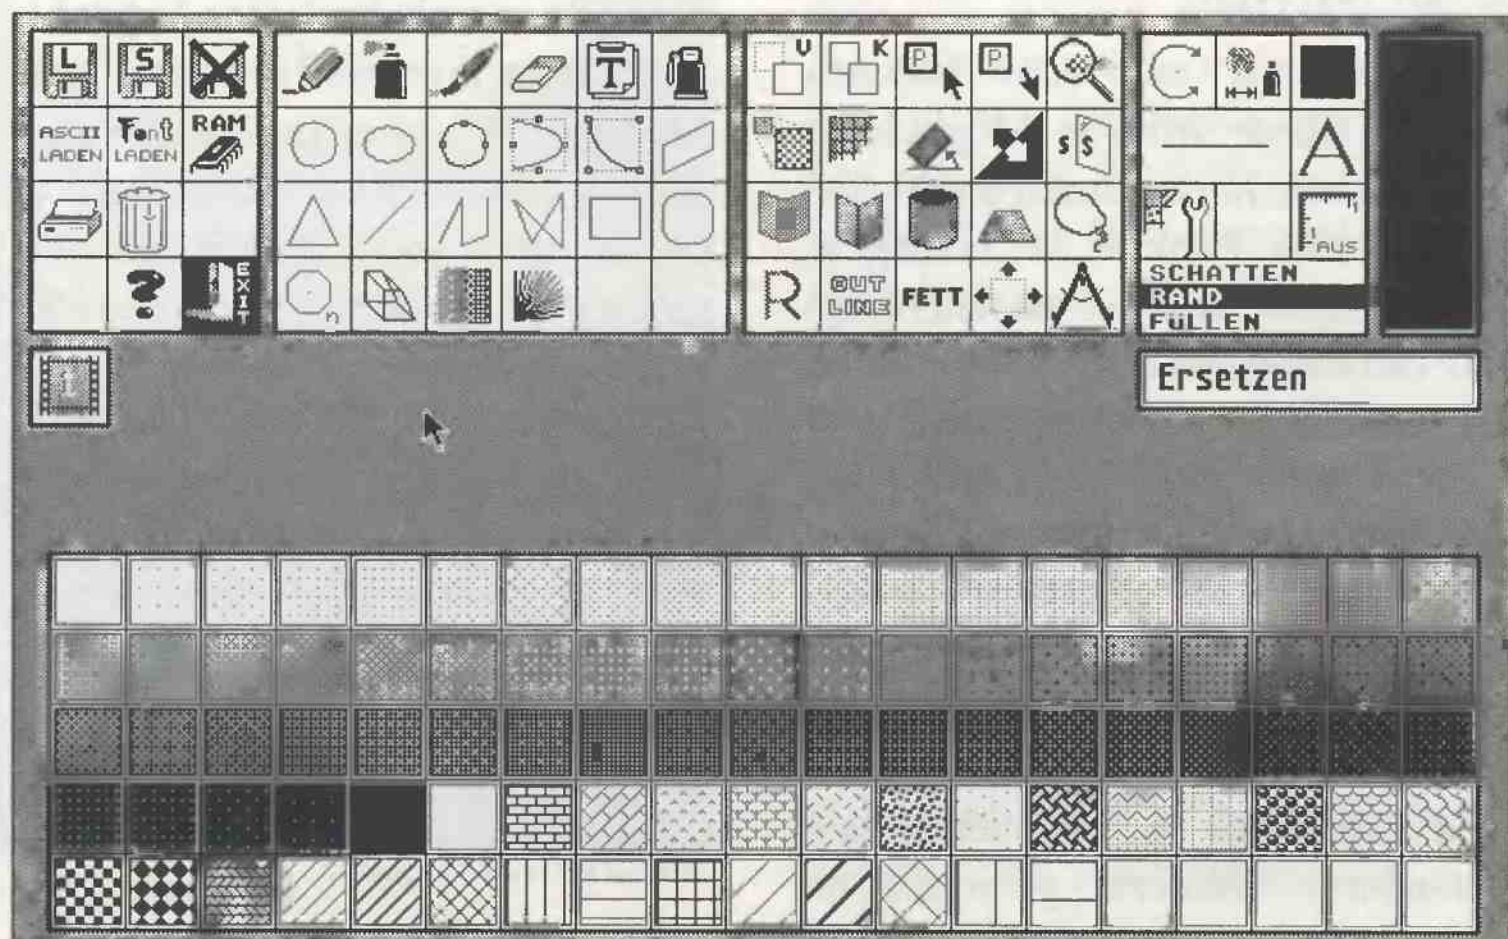 L S
ASCII LADEN
Font LADEN
RAM
EXIT
?
T
n
V
K
P
P
S S
R
OUT LINE
FETT
A
AUS
SCHATTEN
RAND
FÜLLEN
Ersetzen